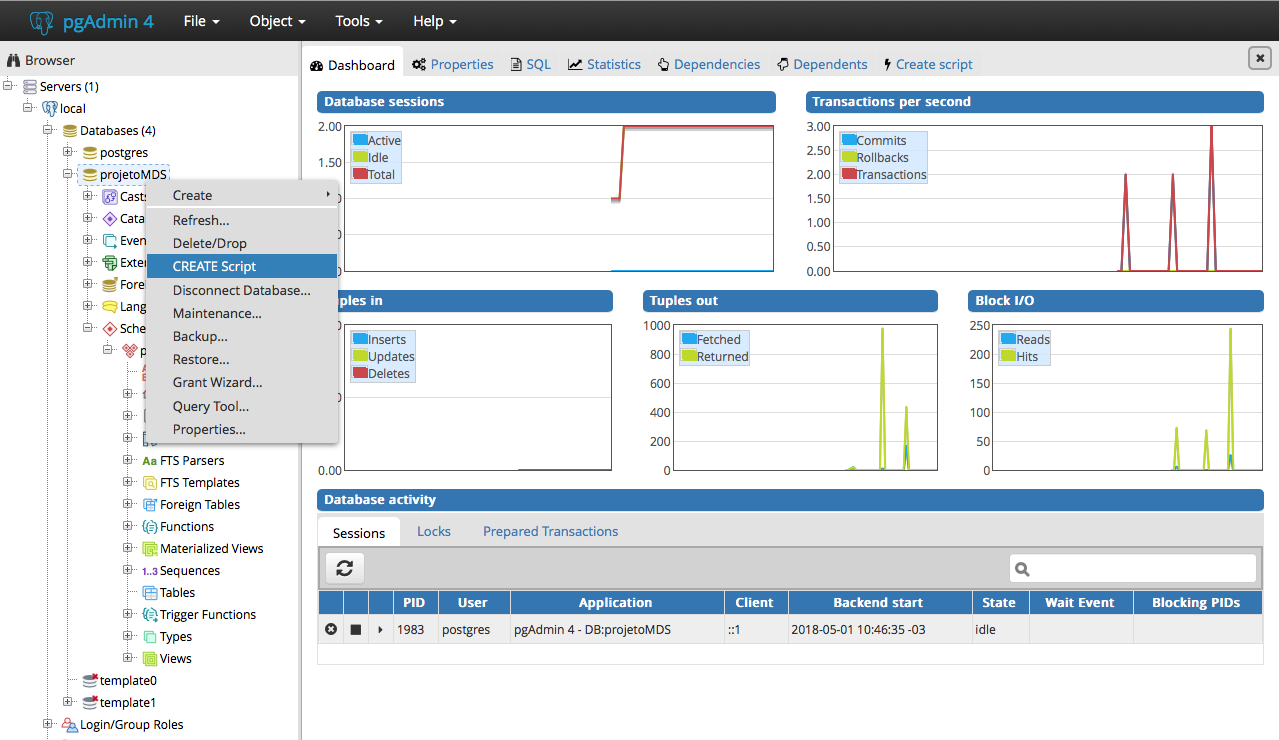 pgAdmin 4 File Object Tools Help
Browser
Servers (1)
local
Databases (4)
postgres
projetoMDS
Casts
Cata
Even
Exter
Fore
Lang
Sche
p
FTS Parsers
FTS Templates
Foreign Tables
Functions
Materialized Views
1..3 Sequences
Tables
Trigger Functions
Types
Views
template0
template1
Login/Group Roles
Create
Refresh...
Delete/Drop
CREATE Script
Disconnect Database...
Maintenance...
Backup...
Restore...
Grant Wizard...
Query Tool...
Properties...
Dashboard Properties SQL Statistics Dependencies Dependents Create script
Database sessions
2.00
1.50
Active
Idle
Total
Transactions per second
3.00
2.50
2.00
1.50
1.00
0.50
0.00
Commits
Rollbacks
Transactions
ples in
0.00
Inserts
Updates
Deletes
Tuples out
1000
800
600
400
200
0
Fetched
Returned
Block I/O
250
200
150
100
50
0
Reads
Hits
Database activity
Sessions Locks Prepared Transactions
PID User Application Client Backend start State Wait Event Blocking PIDs
1983 postgres pgAdmin 4 - DB:projetoMDS ::1 2018-05-01 10:46:35 -03 idle